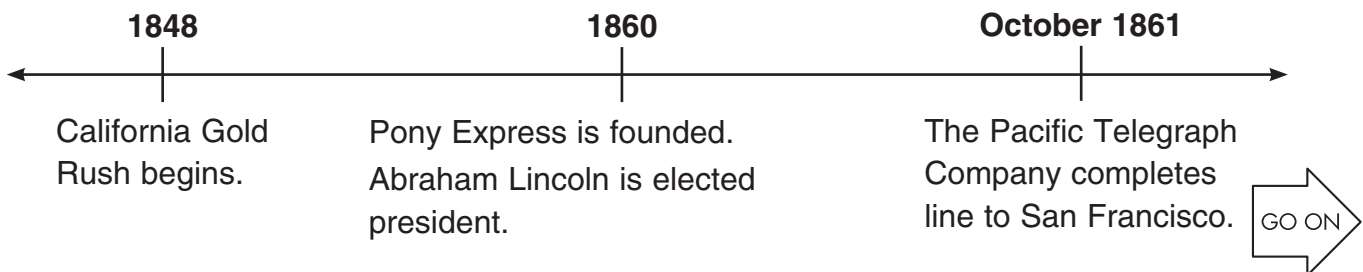 1848
1860
October 1861
California Gold
Rush begins.
Pony Express is founded.
Abraham Lincoln is elected
president.
The Pacific Telegraph
Company completes
line to San Francisco.
GO ON